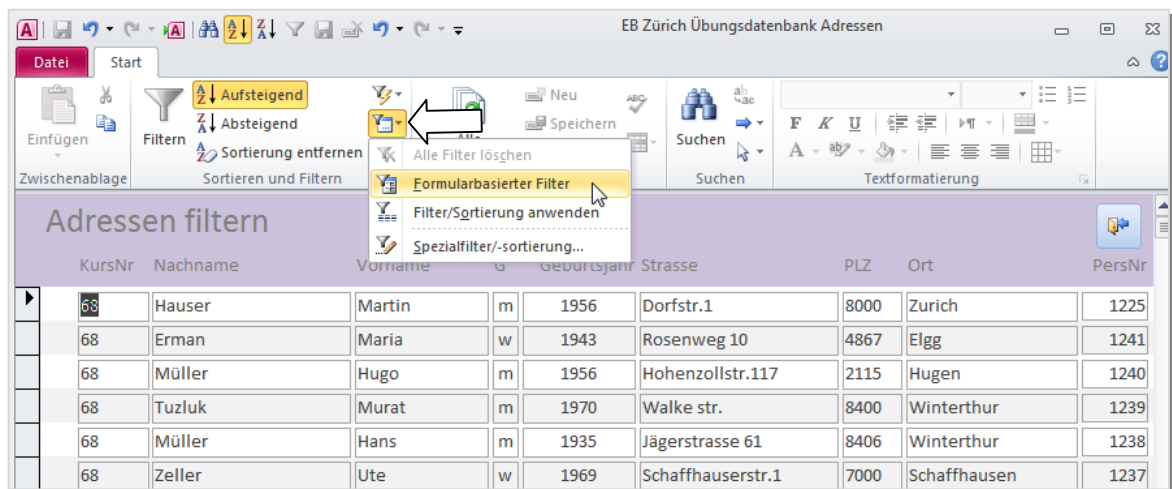 EB Zürich Übungsdatenbank Adressen
Datei Start
Einfügen
Zwischenablage
Filtern
Aufsteigend
Absteigend
Sortierung entfernen
Sortieren und Filtern
Alle
Neu
Speichern
Suchen
Suchen
F K U
Textformatierung
Alle Filter löschen
Formularbasierter Filter
Filter/Sortierung anwenden
Spezialfilter/-sortierung...
Adressen filtern
KursNr Nachname Vorname G Geburtsjahr Strasse PLZ Ort PersNr
68 Hauser Martin m 1956 Dorfstr.1 8000 Zurich 1225
68 Erman Maria w 1943 Rosenweg 10 4867 Elgg 1241
68 Müller Hugo m 1956 Hohenzollstr.117 2115 Hugen 1240
68 Tuzluk Murat m 1970 Walke str. 8400 Winterthur 1239
68 Müller Hans m 1935 Jägerstrasse 61 8406 Winterthur 1238
68 Zeller Ute w 1969 Schaffhauserstr.1 7000 Schaffhausen 1237